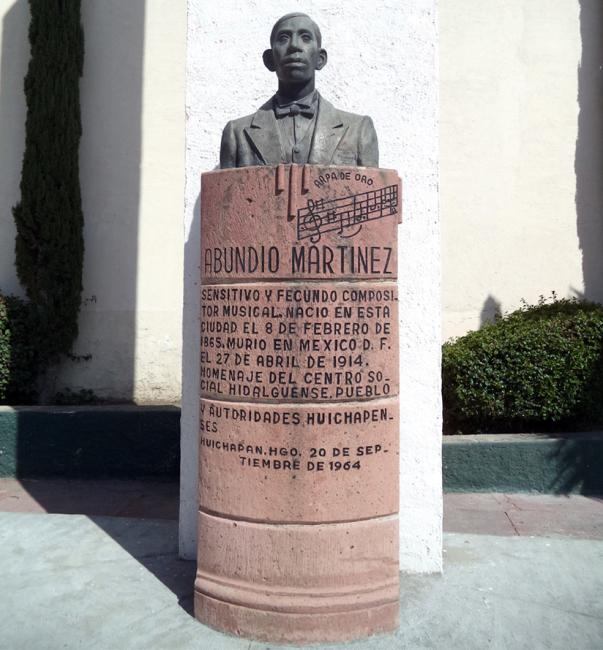 ARPA DE ORO
ABUNDIO MARTINEZ
SENSITIVO Y FECUNDO COMPOSI-
TOR MUSICAL, NACIO EN ESTA
CIUDAD EL 8 DE FEBRERO DE
1865. MURIO EN MEXICO D. F.
EL 27 DE ABRIL DE 1914.
HOMENAJE DEL CENTRO SO-
CIAL HIDALGUENSE, PUEBLO
Y AUTORIDADES HUICHAPEN-
SES
HUICHAPAN, HGO. 20 DE SEP-
TIEMBRE DE 1964